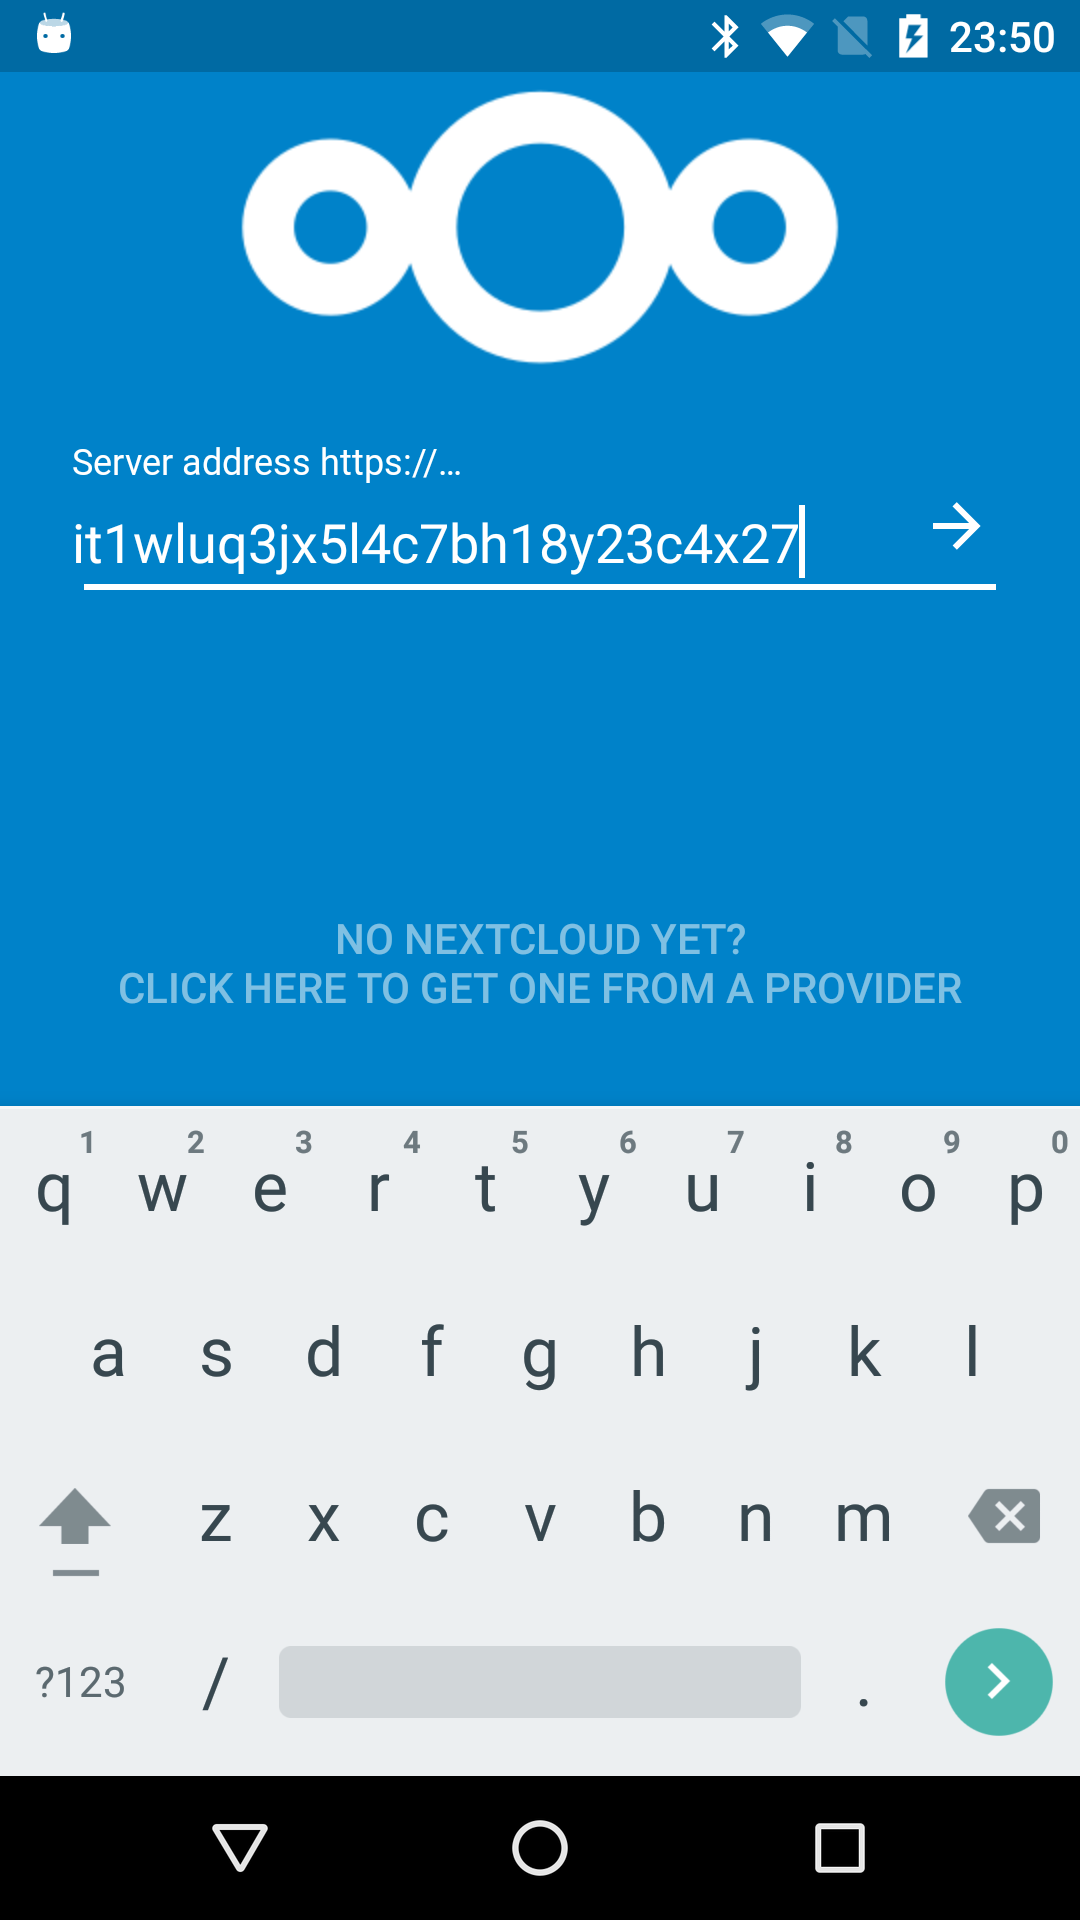 23:50
Server address https://…
it1wluq3jx5l4c7bh18y23c4x27
NO NEXTCLOUD YET?
CLICK HERE TO GET ONE FROM A PROVIDER
1 2 3 4 5 6 7 8 9 0
q w e r t y u i o p
a s d f g h j k l
z x c v b n m
?123 / .